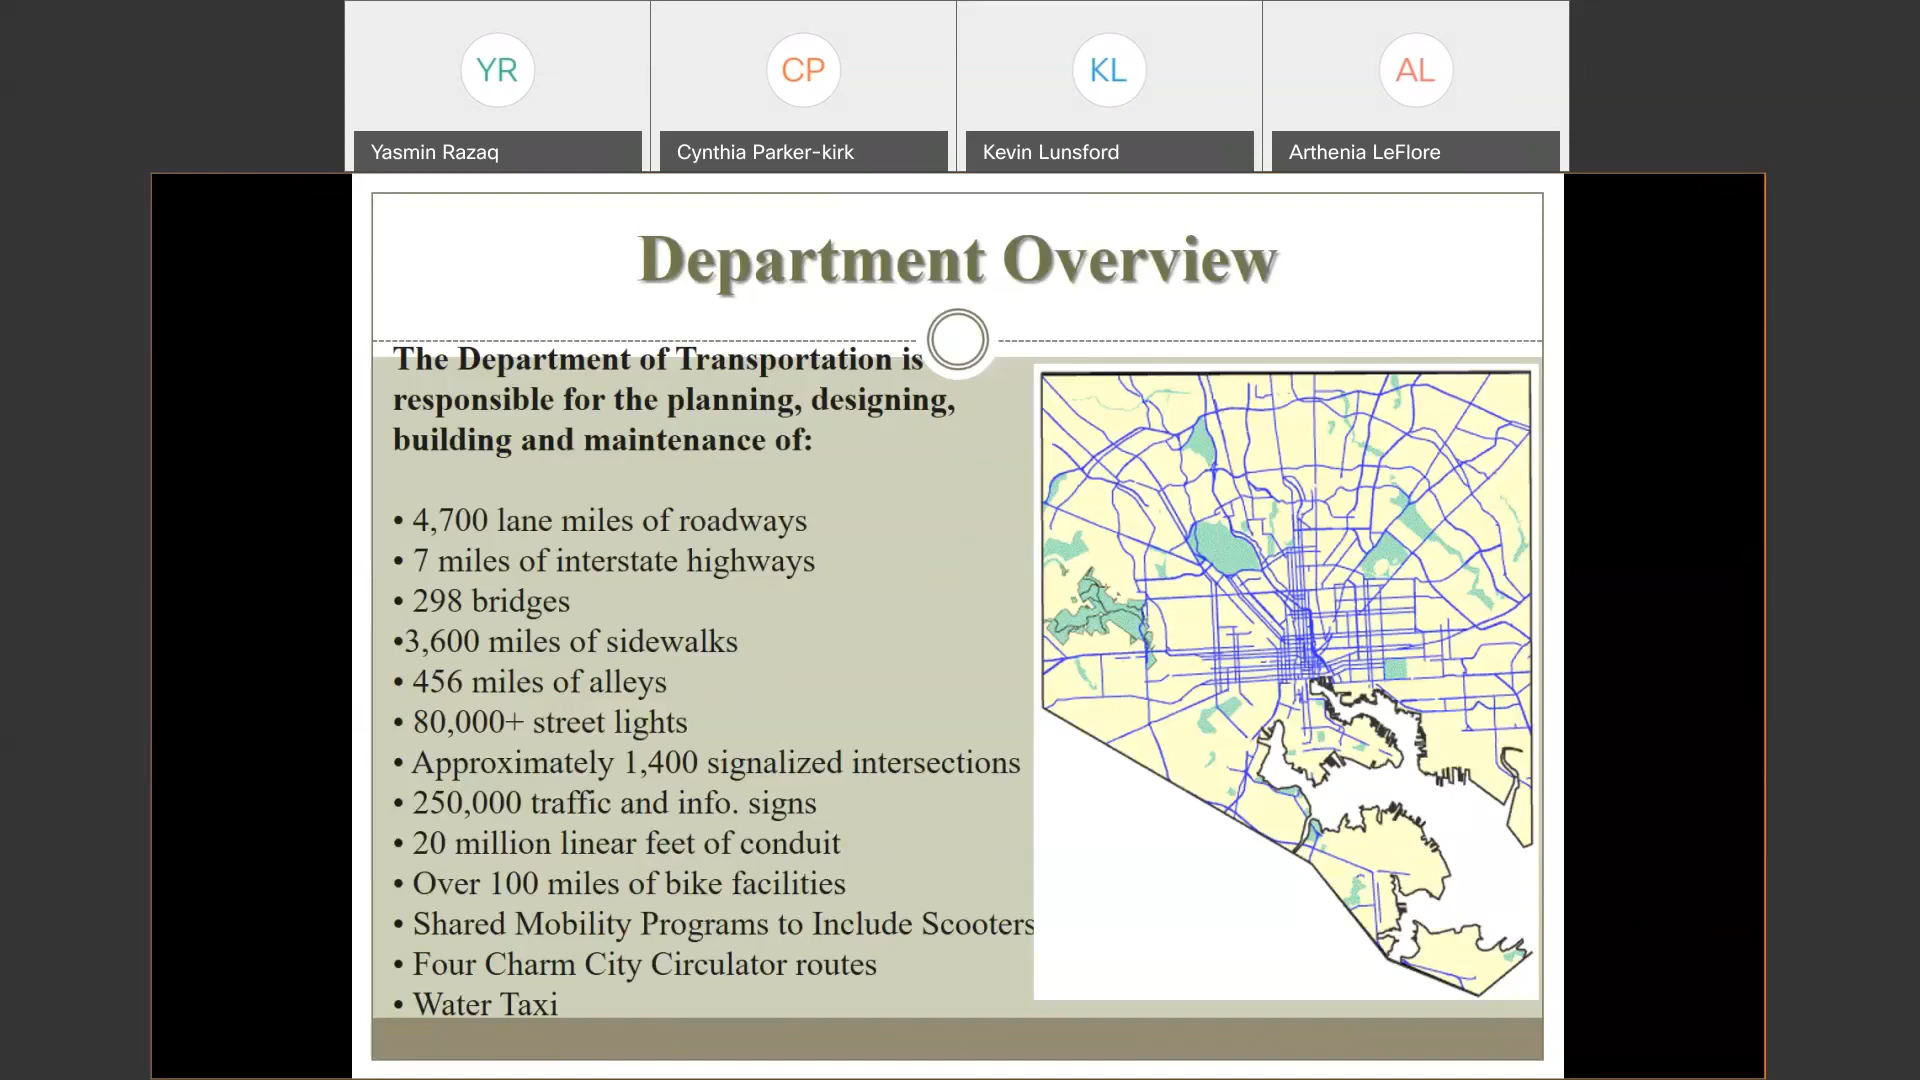 YR
CP
KL
AL
Yasmin Razaq
Cynthia Parker-kirk
Kevin Lunsford
Arthenia LeFlore
Department Overview
The Department of Transportation is
responsible for the planning, designing,
building and maintenance of:
• 4,700 lane miles of roadways
• 7 miles of interstate highways
• 298 bridges
•3,600 miles of sidewalks
• 456 miles of alleys
• 80,000+ street lights
• Approximately 1,400 signalized intersections
• 250,000 traffic and info. signs
• 20 million linear feet of conduit
• Over 100 miles of bike facilities
• Shared Mobility Programs to Include Scooters
• Four Charm City Circulator routes
• Water Taxi